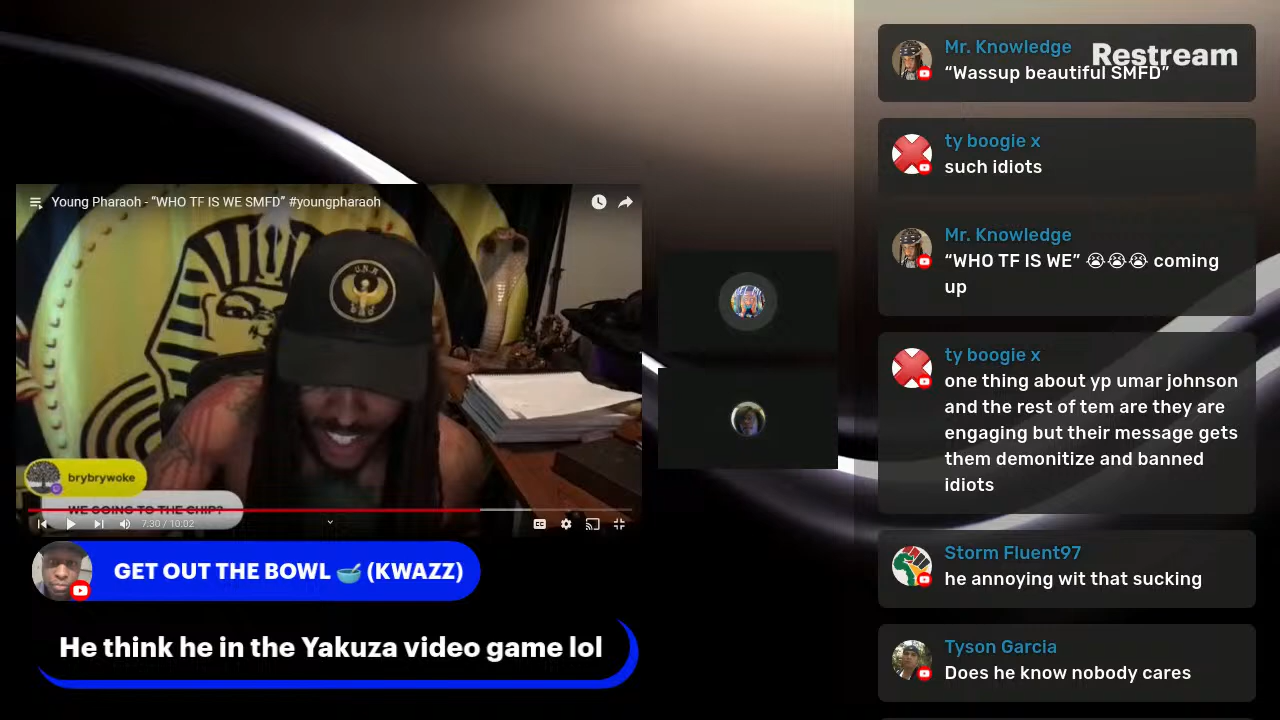 Young Pharaoh - “WHO TF IS WE SMFD” #youngpharaoh
U.N.R
brybrywoke
WE GOING TO THE CHIP?
7:30 / 10:02
CC
GET OUT THE BOWL 🥣 (KWAZZ)
He think he in the Yakuza video game lol
Restream
Mr. Knowledge
“Wassup beautiful SMFD”
ty boogie x
such idiots
Mr. Knowledge
“WHO TF IS WE” 😭😭😭 coming
up
ty boogie x
one thing about yp umar johnson
and the rest of tem are they are
engaging but their message gets
them demonitize and banned
idiots
Storm Fluent97
he annoying wit that sucking
Tyson Garcia
Does he know nobody cares